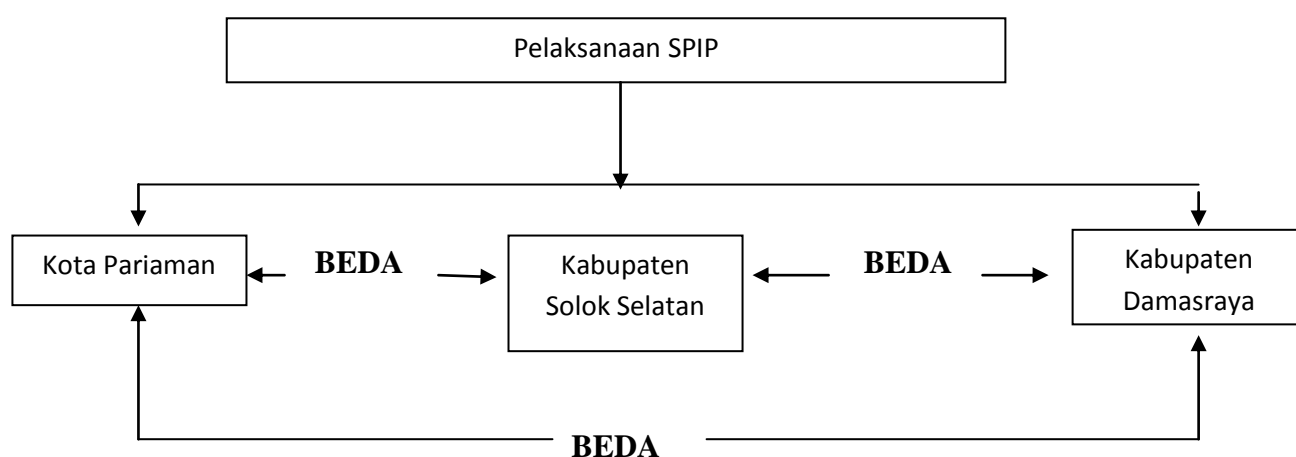 Pelaksanaan SPIP
Kota Pariaman
BEDA
Kabupaten
Solok Selatan
BEDA
Kabupaten
Damasraya
BEDA